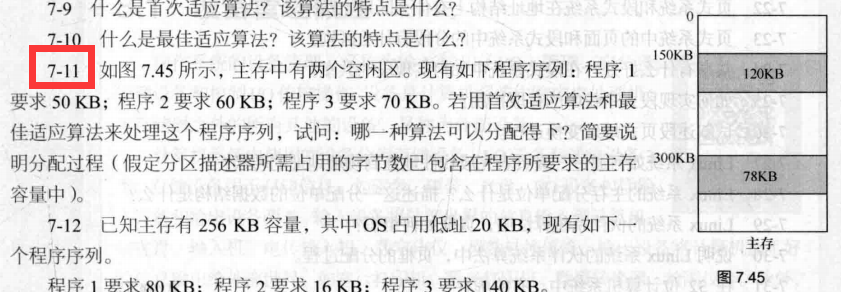 7-9 什么是首次适应算法？该算法的特点是什么？
7-10 什么是最佳适应算法？该算法的特点是什么？
7-11 如图 7.45 所示，主存中有两个空闲区。现有如下程序序列：程序 1
要求 50 KB；程序 2 要求 60 KB；程序 3 要求 70 KB。若用首次适应算法和最
佳适应算法来处理这个程序序列，试问：哪一种算法可以分配得下？简要说
明分配过程（假定分区描述器所需占用的字节数已包含在程序所要求的主存
容量中）。
7-12 已知主存有 256 KB 容量，其中 OS 占用低址 20 KB，现有如下一
个程序序列。
程序 1 要求 80 KB；程序 2 要求 16 KB；程序 3 要求 140 KB。
0
150KB
120KB
300KB
78KB
主存
图 7.45